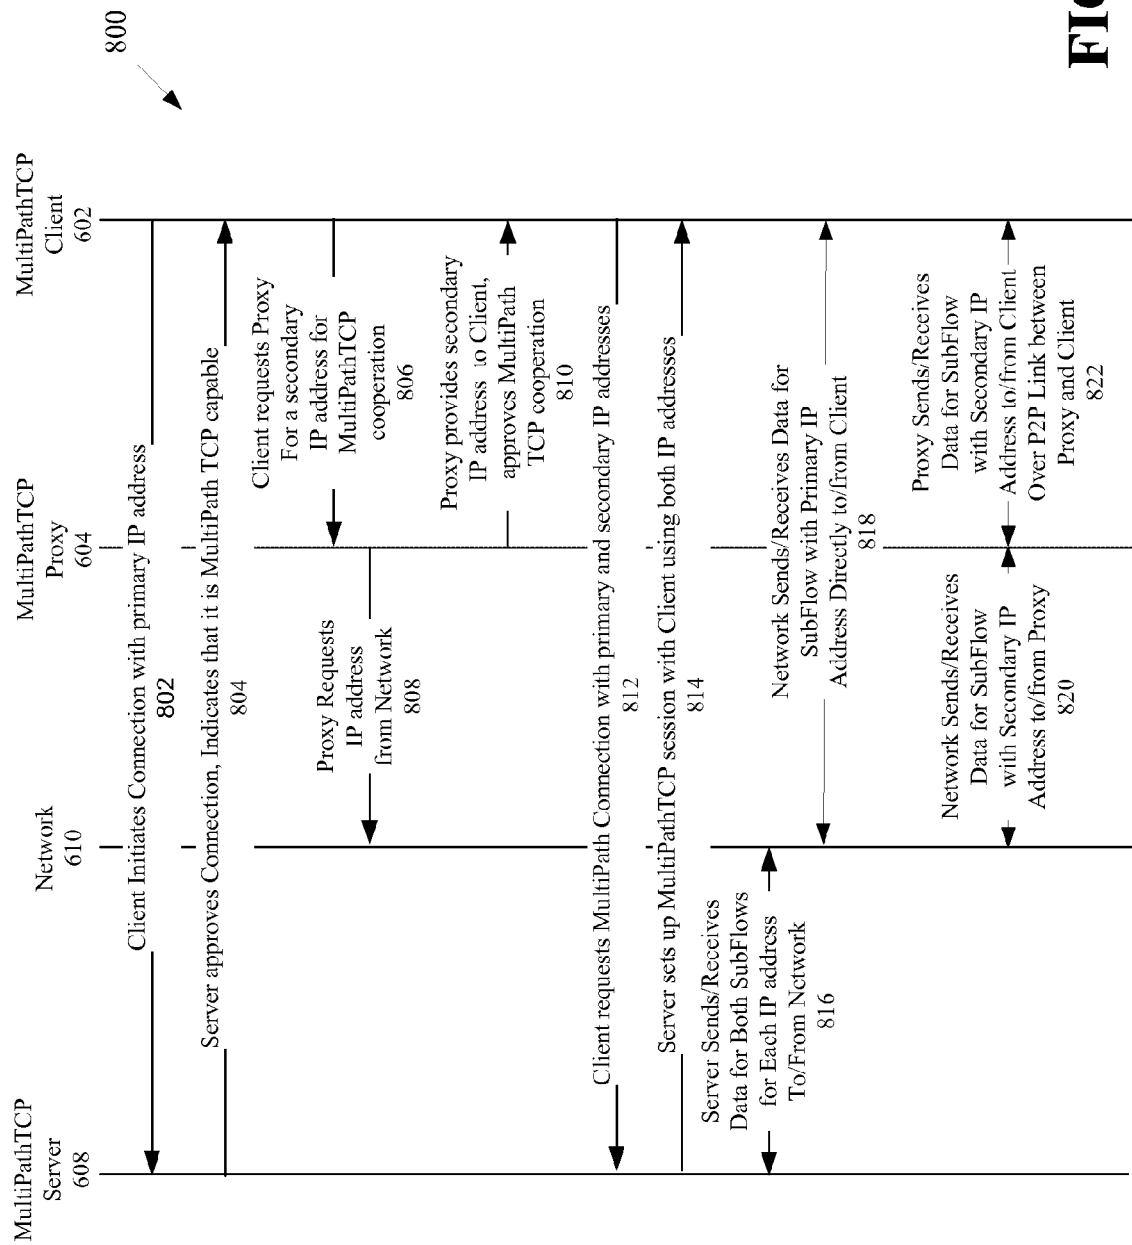 800
MultiPathTCP
Server
608
Network
610
MultiPathTCP
Proxy
604
MultiPathTCP
Client
602
Client Initiates Connection with primary IP address
802
Server approves Connection, Indicates that it is MultiPath TCP capable
804
Client requests Proxy
For a secondary
IP address for
MultiPathTCP
cooperation
806
Proxy Requests
IP address
from Network
808
Proxy provides secondary
IP address to Client,
approves MultiPath
TCP cooperation
810
Client requests MultiPath Connection with primary and secondary IP addresses
812
Server sets up MultiPathTCP session with Client using both IP addresses
814
Server Sends/Receives
Data for Both SubFlows
for Each IP address
To/From Network
816
Network Sends/Receives Data for
SubFlow with Primary IP
Address Directly to/from Client
818
Network Sends/Receives
Data for SubFlow
with Secondary IP
Address to/from Proxy
820
Proxy Sends/Receives
Data for SubFlow
with Secondary IP
Address to/from Client
Over P2P Link between
Proxy and Client
822